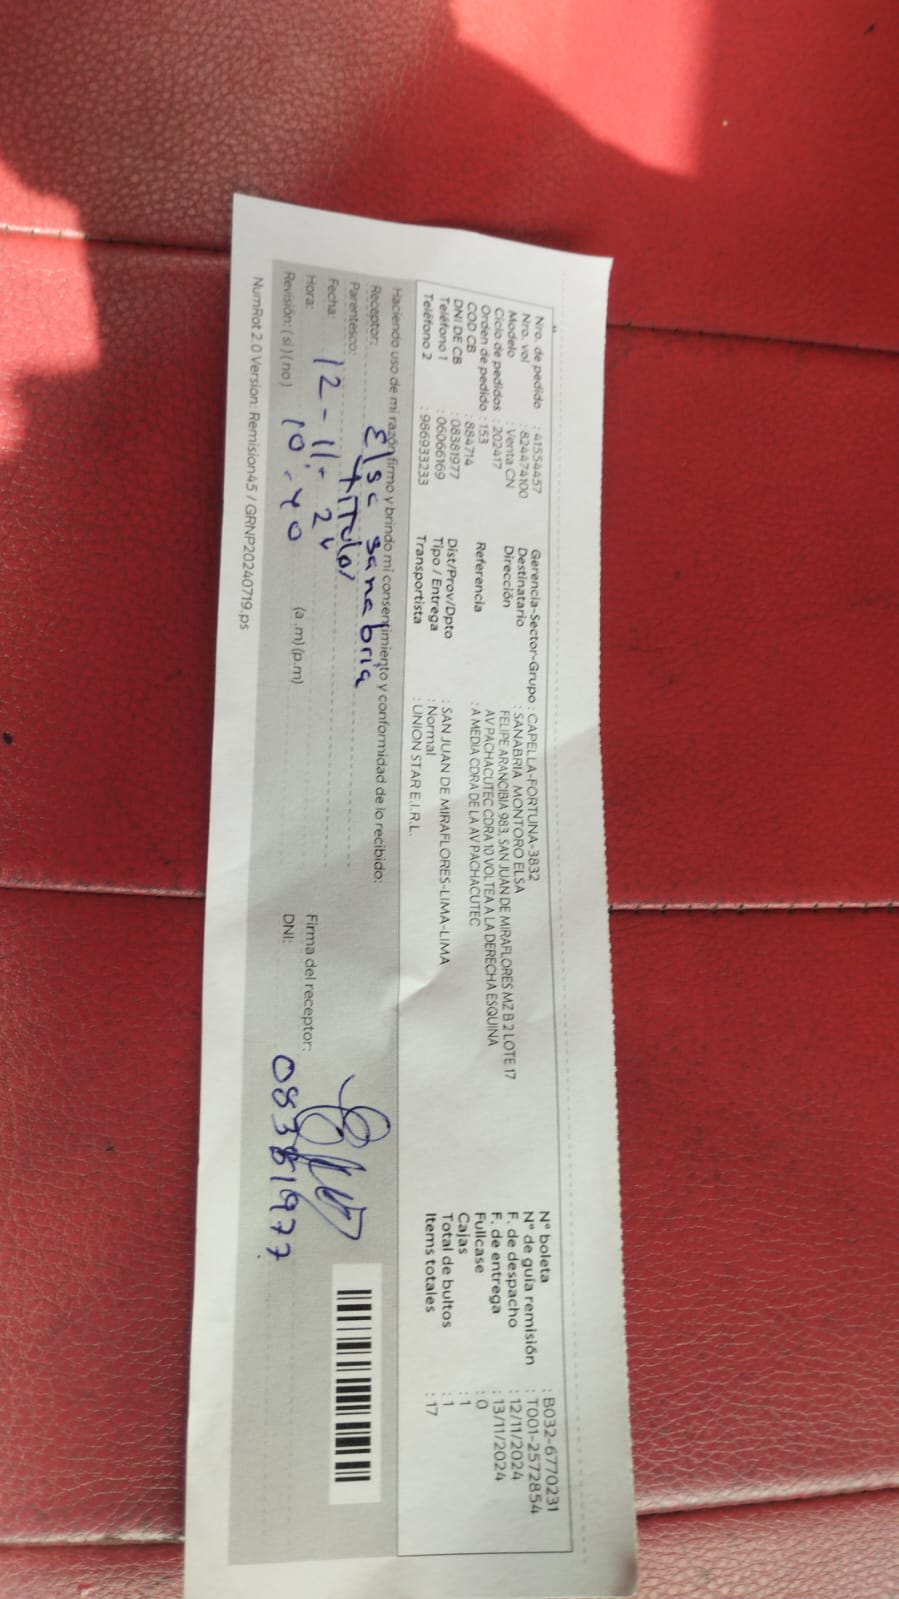 Nro. de pedido : 41554457
Nro. vol : 824474100
Modelo : Venta CN
Ciclo de pedidos : 202417
Orden de pedido : 153
COD CB : 884714
DNI DE CB : 08381977
Teléfono 1 : 06066169
Teléfono 2 : 986933233
Gerencia-Sector-Grupo : CAPELLA-FORTUNA-3832
Destinatario : SANABRIA MONTORO ELSA
Dirección FELIPE ARANCIBIA 983, SAN JUAN DE MIRAFLORES MZ B 2 LOTE 17
AV PACHACUTEC CDRA 10 VOLTEA A LA DERECHA ESQUINA
Referencia : A MEDIA CDRA DE LA AV PACHACUTEC
Dist/Prov/Dpto : SAN JUAN DE MIRAFLORES-LIMA-LIMA
Tipo / Entrega : Normal
Transportista : UNION STAR E.I.R.L.
N° boleta : B032-6770231
N° de guía remisión : T001-2572854
F. de despacho : 12/11/2024
F. de entrega : 13/11/2024
Fullcase : 0
Cajas : 1
Total de bultos : 1
Items totales : 17
Haciendo uso de mi razón firmo y brindo mi consentimiento y conformidad de lo recibido:
Receptor: Elsa Sanabria
Parentesco: titular
Fecha: 12-11-24
Hora: 10:40 (a.m) (p.m)
Revisión: (si) (no)
Firma del receptor:
DNI: 08381977
NumRot 2.0 Version: Remision45 / GRNP20240719.ps